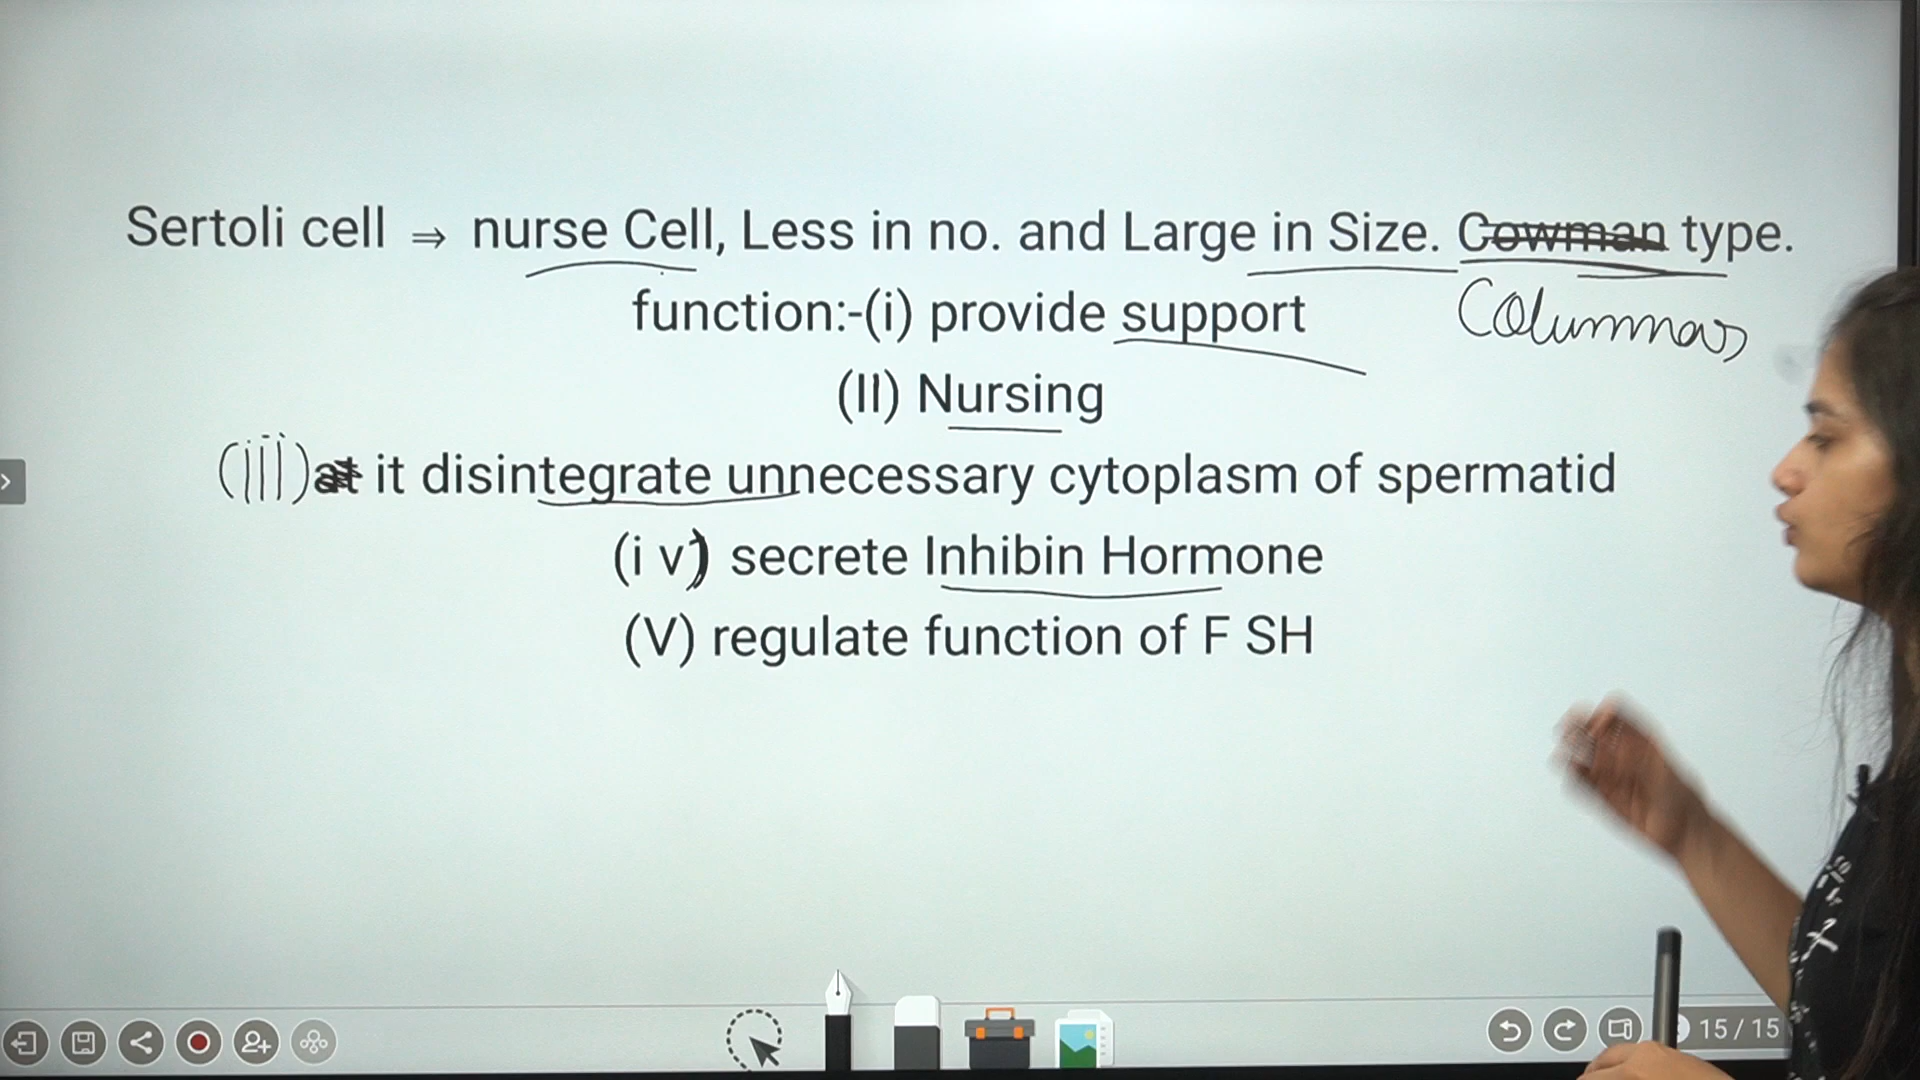 Sertoli cell ⇒ nurse Cell, Less in no. and Large in Size. Cowman type.
Columnar
function:-(i) provide support
(II) Nursing
(iii) at it disintegrate unnecessary cytoplasm of spermatid
(i v) secrete Inhibin Hormone
(V) regulate function of F SH
15/15